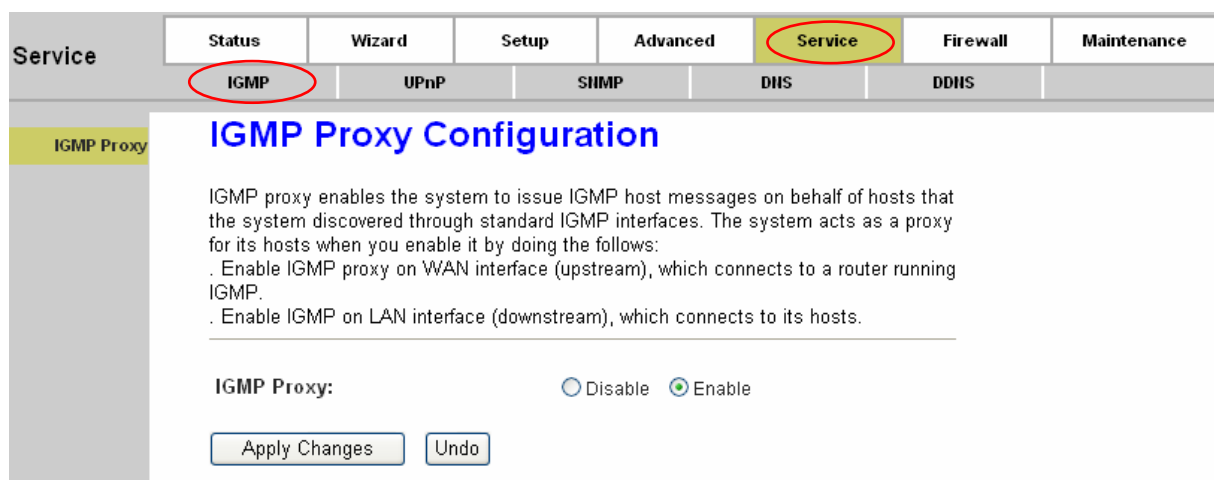 Service
Status Wizard Setup Advanced Service Firewall Maintenance
IGMP UPnP SNMP DNS DDNS
IGMP Proxy
IGMP Proxy Configuration
IGMP proxy enables the system to issue IGMP host messages on behalf of hosts that
the system discovered through standard IGMP interfaces. The system acts as a proxy
for its hosts when you enable it by doing the follows:
. Enable IGMP proxy on WAN interface (upstream), which connects to a router running
IGMP.
. Enable IGMP on LAN interface (downstream), which connects to its hosts.
IGMP Proxy: Disable Enable
Apply Changes Undo